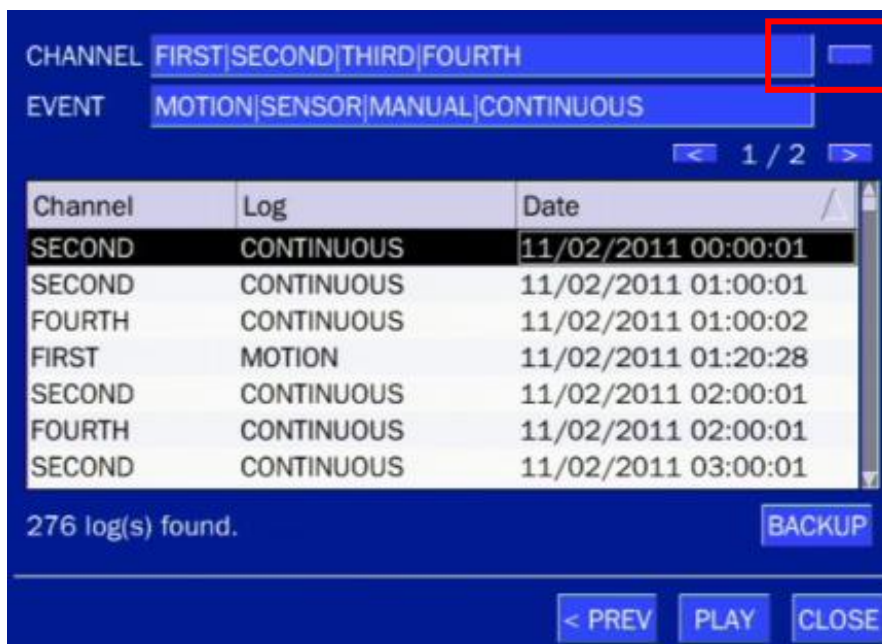 CHANNEL FIRST|SECOND|THIRD|FOURTH
EVENT MOTION|SENSOR|MANUAL|CONTINUOUS
< 1 / 2 >
Channel Log Date
SECOND CONTINUOUS 11/02/2011 00:00:01
SECOND CONTINUOUS 11/02/2011 01:00:01
FOURTH CONTINUOUS 11/02/2011 01:00:02
FIRST MOTION 11/02/2011 01:20:28
SECOND CONTINUOUS 11/02/2011 02:00:01
FOURTH CONTINUOUS 11/02/2011 02:00:01
SECOND CONTINUOUS 11/02/2011 03:00:01
276 log(s) found. BACKUP
< PREV PLAY CLOSE